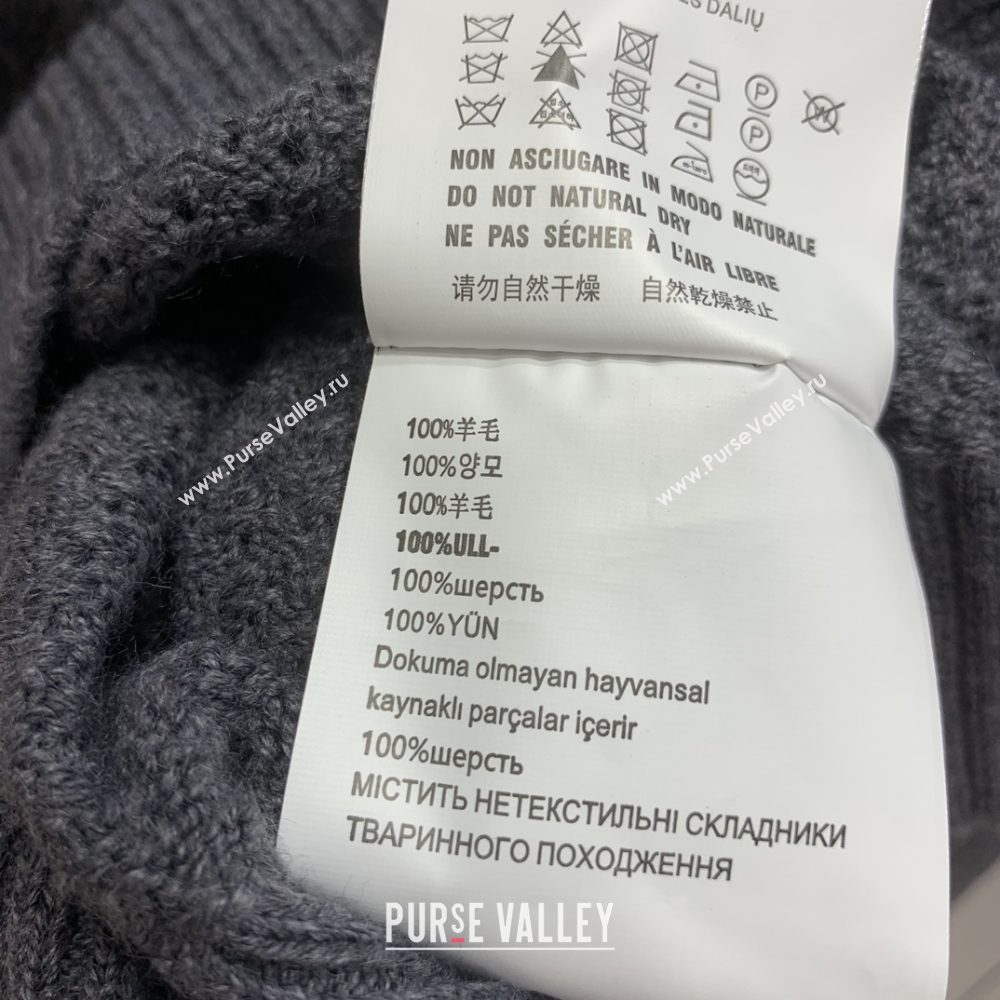 DALIŲ
NON ASCIUGARE IN MODO NATURALE
DO NOT NATURAL DRY
NE PAS SÉCHER À L'AIR LIBRE
请勿自然干燥 自然乾燥禁止
www.PurseValley.ru www.PurseValley.ru
100%羊毛
100%양모
100%羊毛
100%ULL-
100%шерсть
100%YÜN
Dokuma olmayan hayvansal
kaynaklı parçalar içerir
100%шерсть
МІСТИТЬ НЕТЕКСТИЛЬНІ СКЛАДНИКИ
ТВАРИННОГО ПОХОДЖЕННЯ
PURSE VALLEY